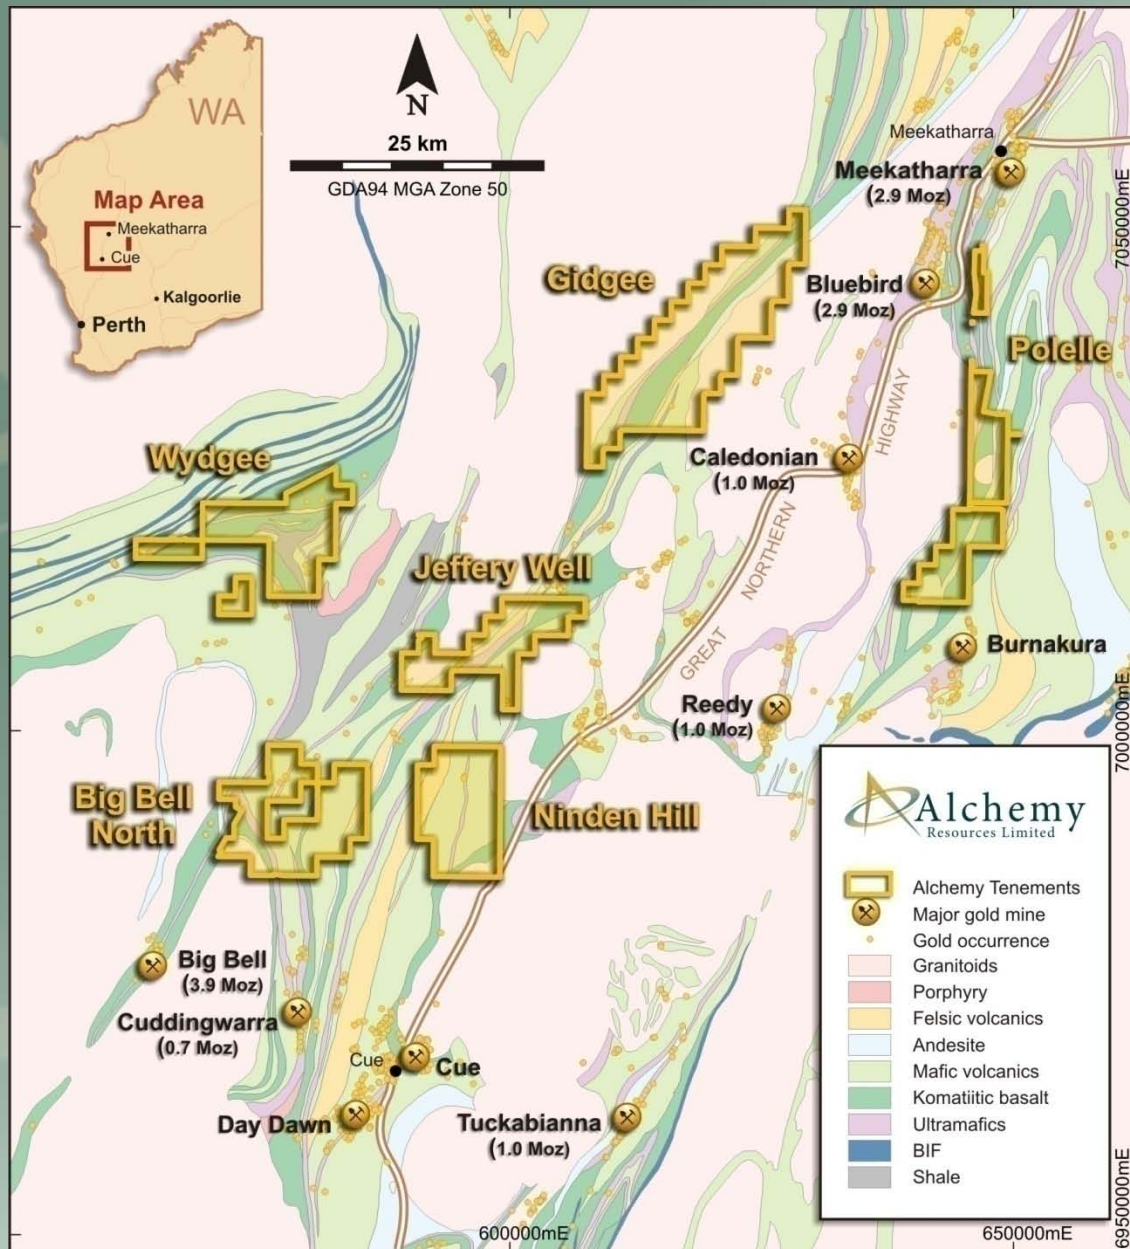 WA
Map Area
Meekatharra
Cue
Kalgoorlie
Perth
N
25 km
GDA94 MGA Zone 50
Meekatharra
Meekatharra
(2.9 Moz)
7050000mE
Gidgee
Bluebird
(2.9 Moz)
Polelle
HIGHWAY
Caledonian
(1.0 Moz)
Wydgee
NORTHERN
Jeffery Well
GREAT
Burnakura
Reedy
(1.0 Moz)
7000000mE
Big Bell
North
Ninden Hill
Alchemy
Resources Limited
Alchemy Tenements
Major gold mine
Gold occurrence
Granitoids
Porphyry
Felsic volcanics
Andesite
Mafic volcanics
Komatiitic basalt
Ultramafics
BIF
Shale
Big Bell
(3.9 Moz)
Cuddingwarra
(0.7 Moz)
Cue
Cue
Day Dawn
Tuckabianna
(1.0 Moz)
600000mE
650000mE
6950000mE